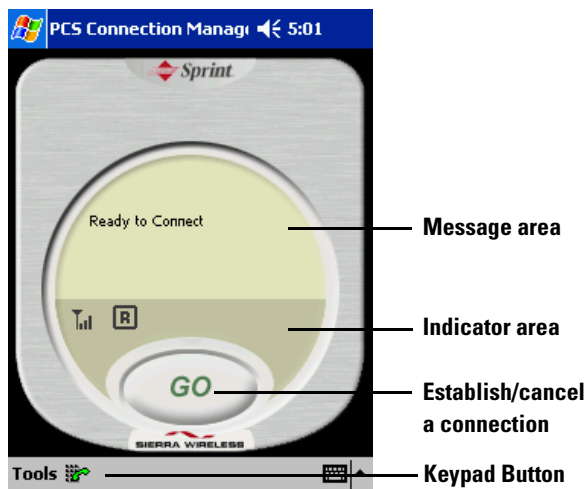 PCS Connection Manage 5:01
Sprint
Ready to Connect
Message area
R
Indicator area
GO
Establish/cancel
a connection
SIERRA WIRELESS
Tools
Keypad Button